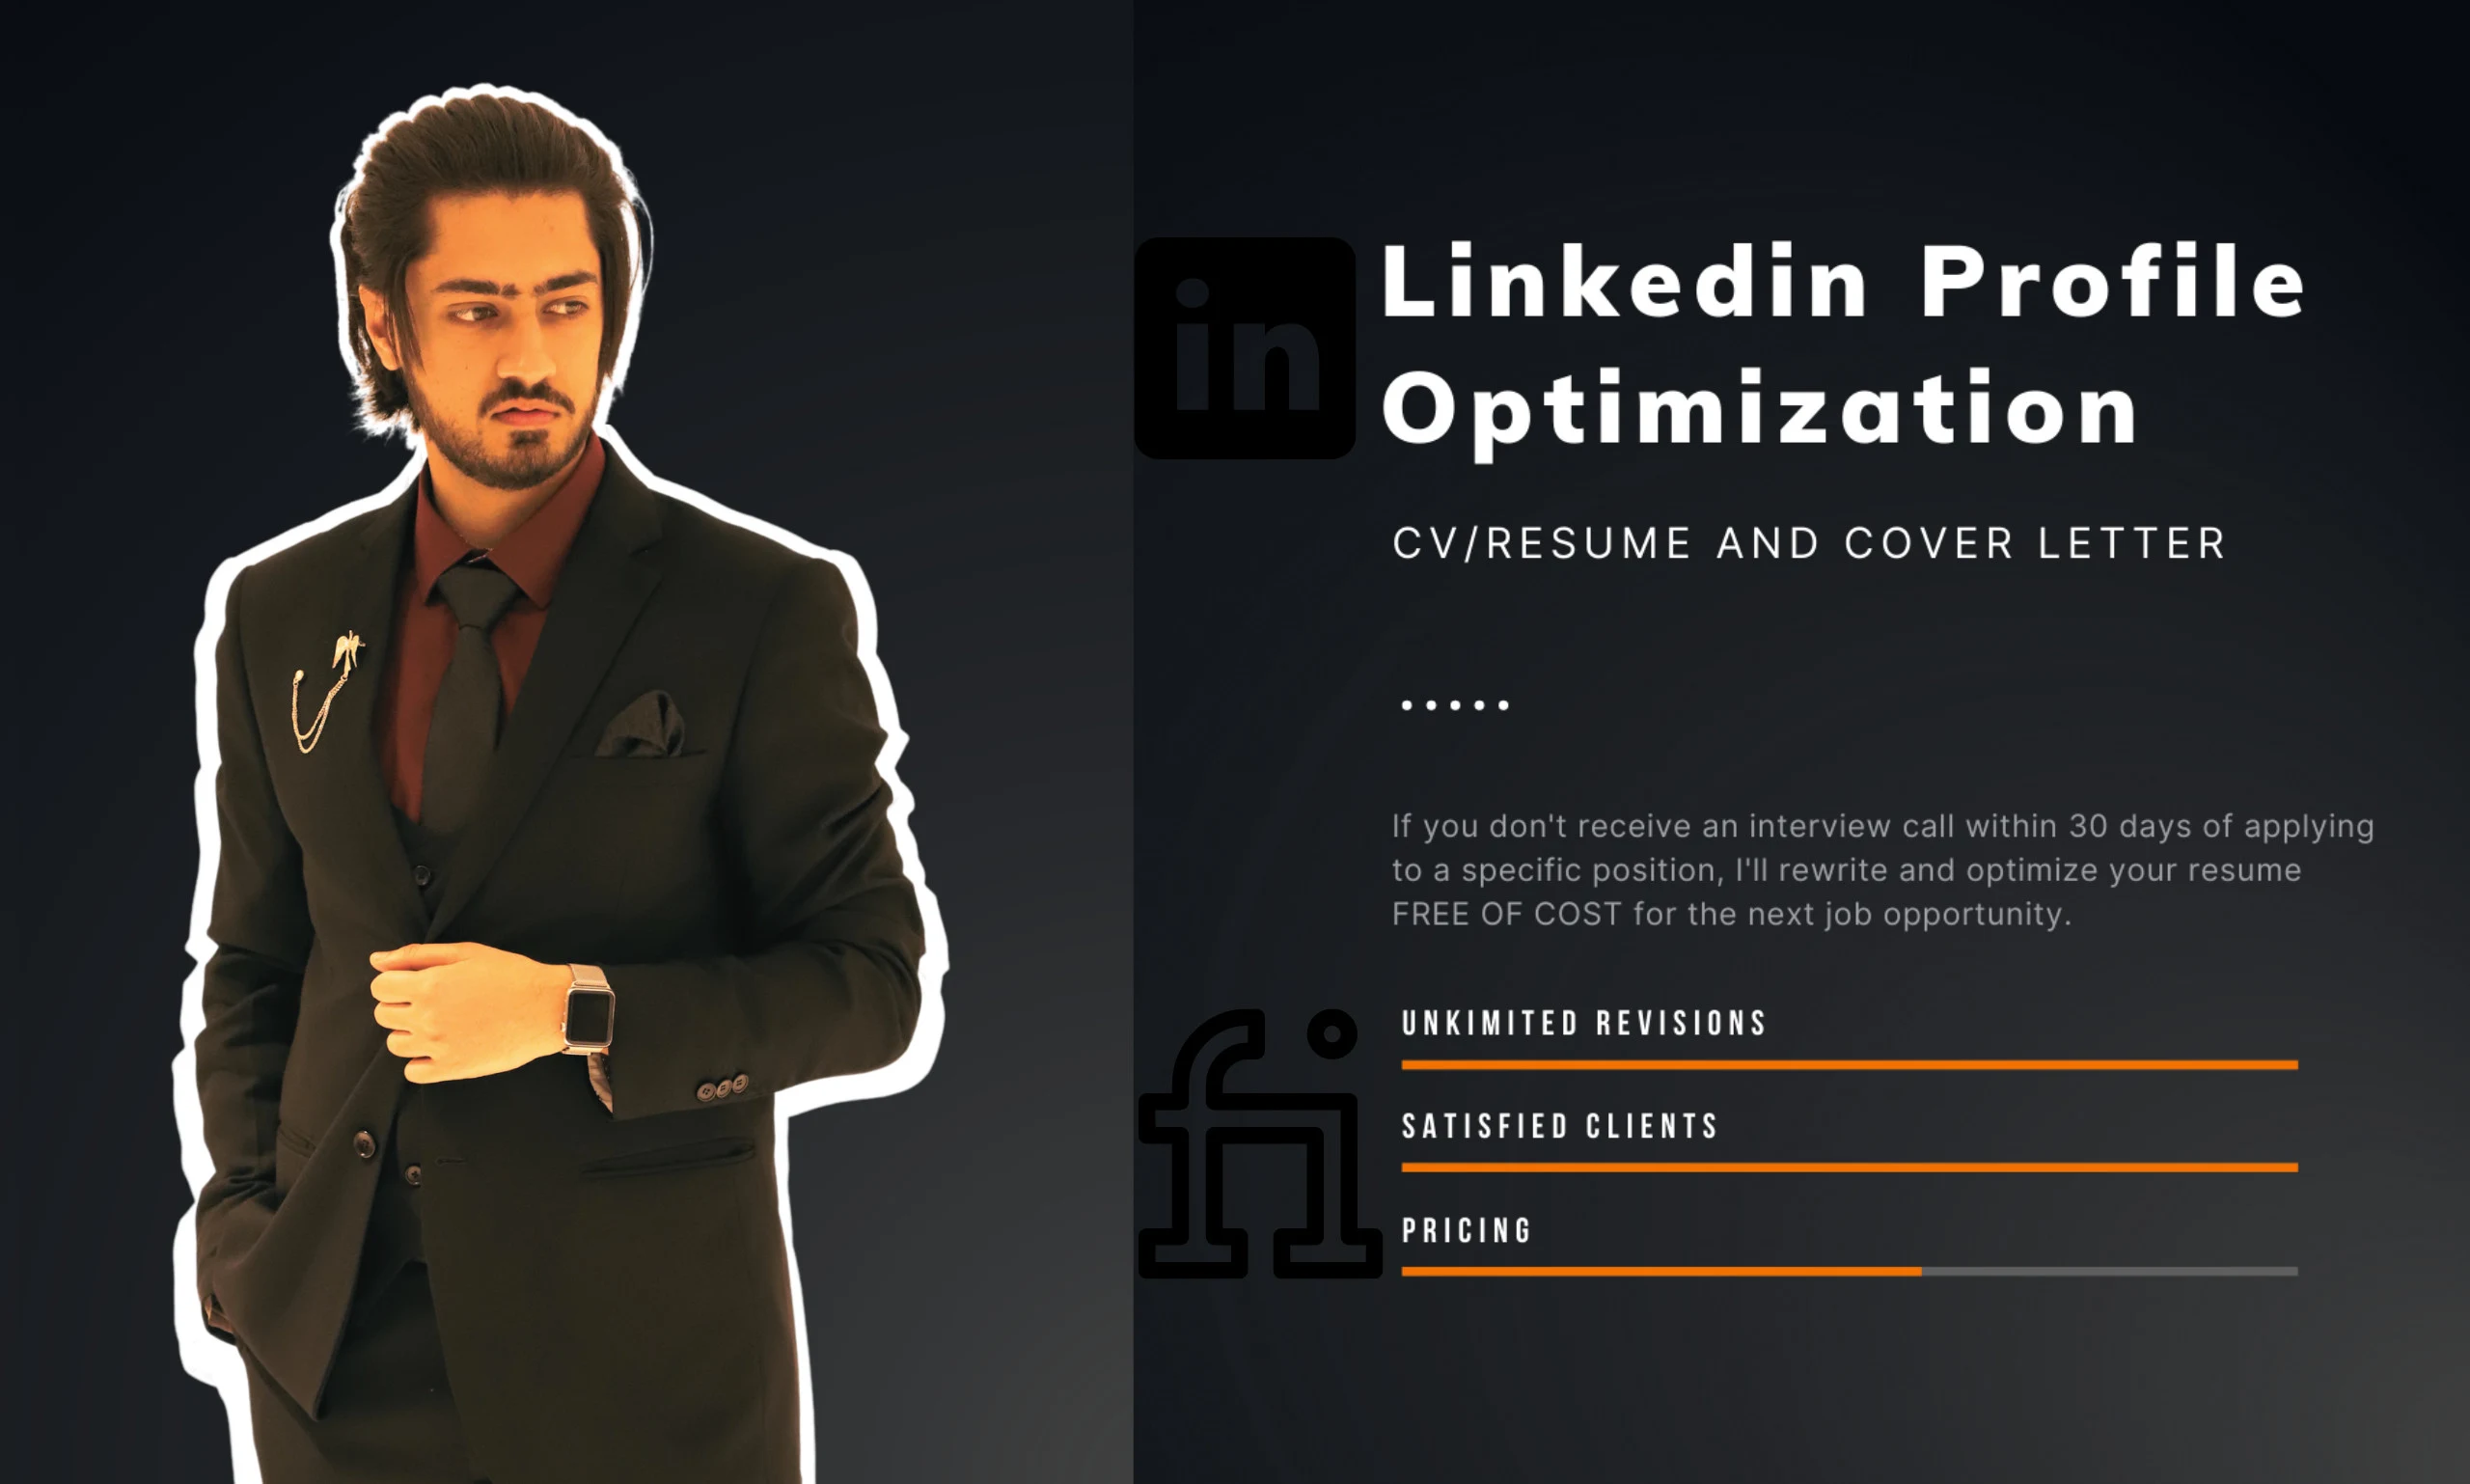 in
Linkedin Profile
Optimization
CV/RESUME AND COVER LETTER
If you don't receive an interview call within 30 days of applying
to a specific position, I'll rewrite and optimize your resume
FREE OF COST for the next job opportunity.
fi
UNKIMITED REVISIONS
SATISFIED CLIENTS
PRICING